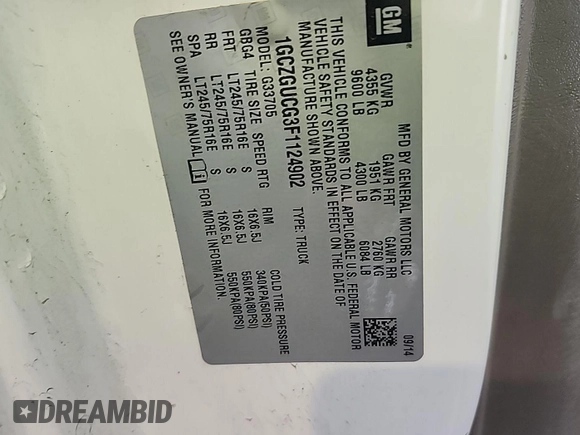 GM
MFD BY GENERAL MOTORS LLC
09/14
GVWR GAWR FRT GAWR RR
4355 KG 1951 KG 2760 KG
9600 LB 4300 LB 6084 LB
THIS VEHICLE CONFORMS TO ALL APPLICABLE U.S. FEDERAL MOTOR
VEHICLE SAFETY STANDARDS IN EFFECT ON THE DATE OF
MANUFACTURE SHOWN ABOVE.
1GCZGUCG3F1124902 TYPE: TRUCK
MODEL: G33705
GBG4 TIRE SIZE SPEED RTG RIM COLD TIRE PRESSURE
FRT LT245/75R16E S 16X6.5J 340KPA(50PSI)
RR LT245/75R16E S 16X6.5J 550KPA(80PSI)
SPA LT245/75R16E S 16X6.5J 550KPA(80PSI)
SEE OWNER'S MANUAL FOR MORE INFORMATION
DREAMBID